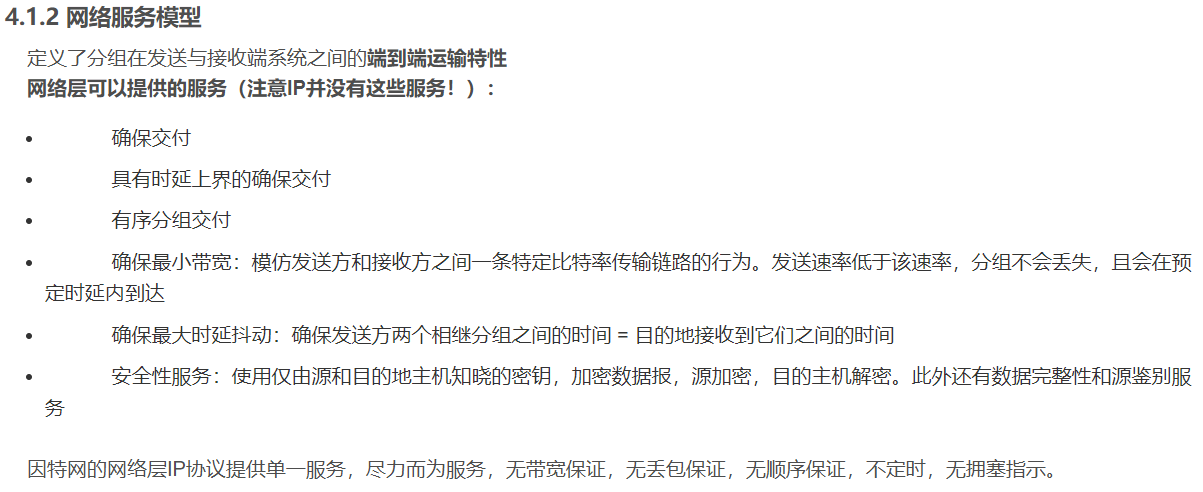 4.1.2 网络服务模型
定义了分组在发送与接收端系统之间的端到端运输特性
网络层可以提供的服务（注意IP并没有这些服务！）：
• 确保交付
• 具有时延上界的确保交付
• 有序分组交付
• 确保最小带宽：模仿发送方和接收方之间一条特定比特率传输链路的行为。发送速率低于该速率，分组不会丢失，且会在预
定时延内到达
• 确保最大时延抖动：确保发送方两个相继分组之间的时间 = 目的地接收到它们之间的时间
• 安全性服务：使用仅由源和目的地主机知晓的密钥，加密数据报，源加密，目的主机解密。此外还有数据完整性和源鉴别服
务
因特网的网络层IP协议提供单一服务，尽力而为服务，无带宽保证，无丢包保证，无顺序保证，不定时，无拥塞指示。